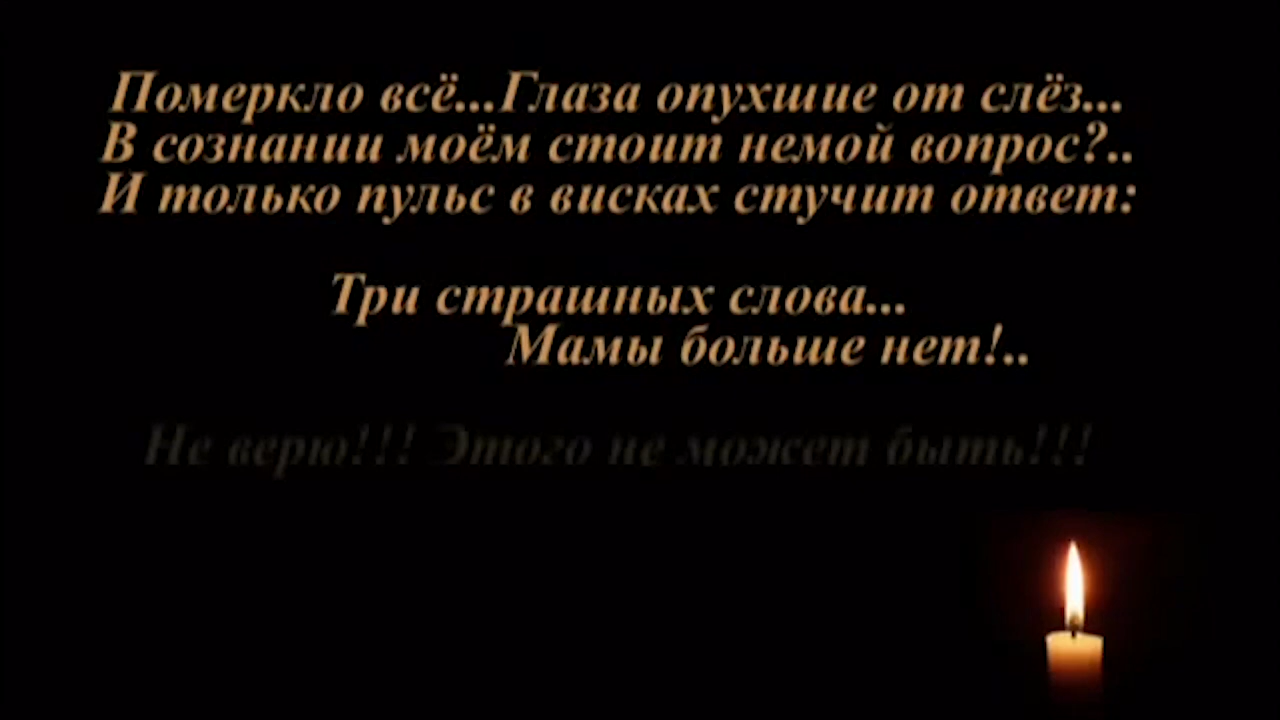 Померкло всё...Глаза опухшие от слёз...
В сознании моём стоит немой вопрос?..
И только пульс в висках стучит ответ:
Три страшных слова...
Мамы больше нет!..
Не верю!!! Этого не может быть!!!